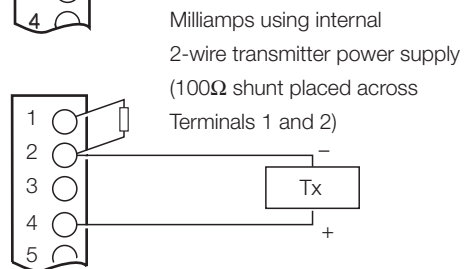 4
Milliamps using internal
2-wire transmitter power supply
(100Ω shunt placed across
Terminals 1 and 2)
1
2
3
4
5
–
Tx
+